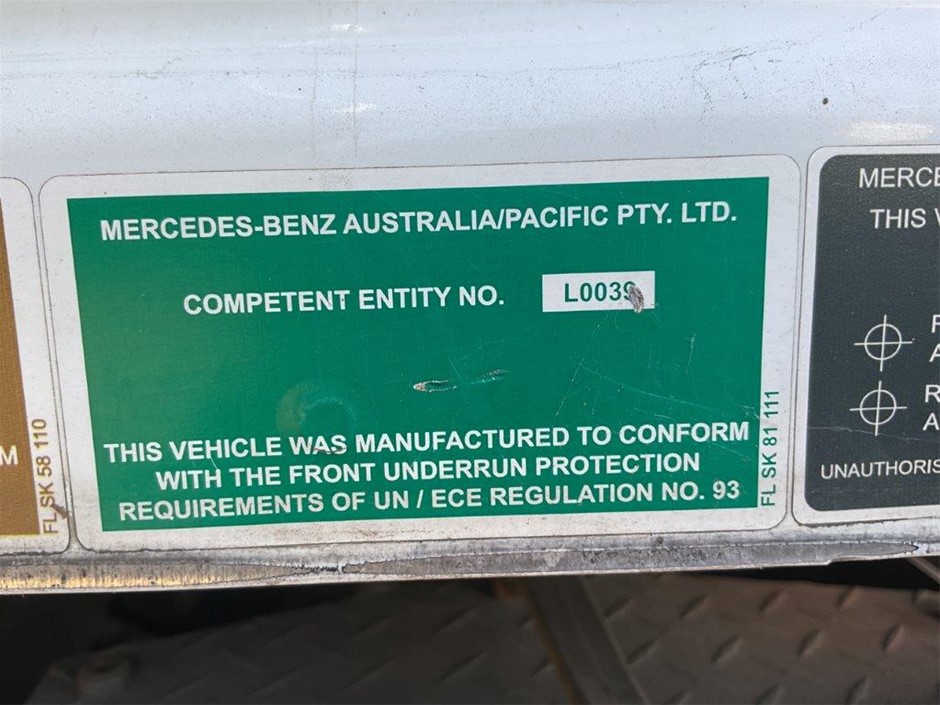 M
FL SK 58 110
MERCEDES-BENZ AUSTRALIA/PACIFIC PTY. LTD.
COMPETENT ENTITY NO. L0039
THIS VEHICLE WAS MANUFACTURED TO CONFORM
WITH THE FRONT UNDERRUN PROTECTION
REQUIREMENTS OF UN / ECE REGULATION NO. 93
FL SK 81 111
MERCE
THIS V
F
A
R
A
UNAUTHORIS